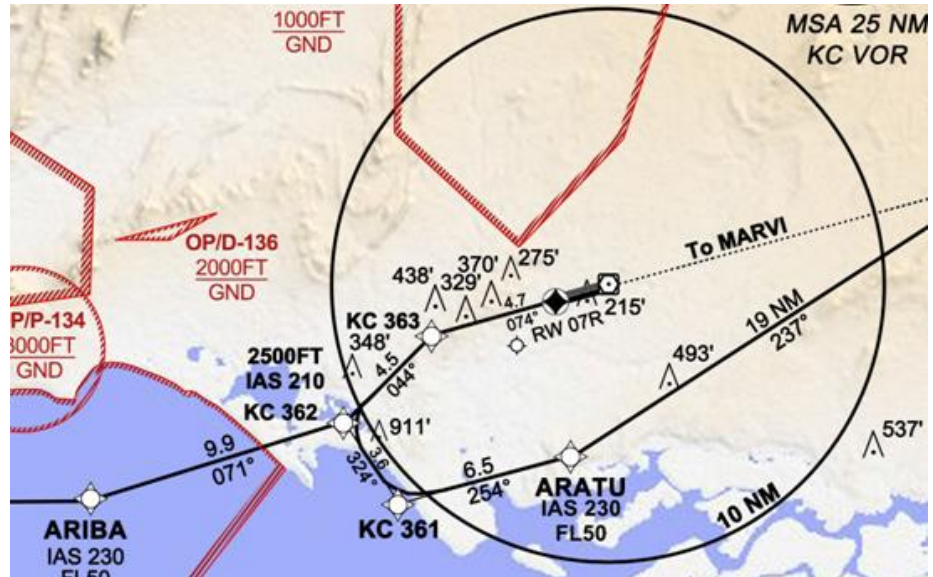 1000FT
GND
MSA 25 NM
KC VOR
OP/D-136
2000FT
GND
P/P-134
3000FT
GND
438'
370'
275'
329'
To MARVI
4.7
074°
215'
RW 07R
KC 363
348'
2500FT
IAS 210
KC 362
4.5
044°
19 NM
237°
493'
911'
537'
3.6
324°
9.9
071°
6.5
254°
ARATU
IAS 230
FL50
10 NM
KC 361
ARIBA
IAS 230
FL50